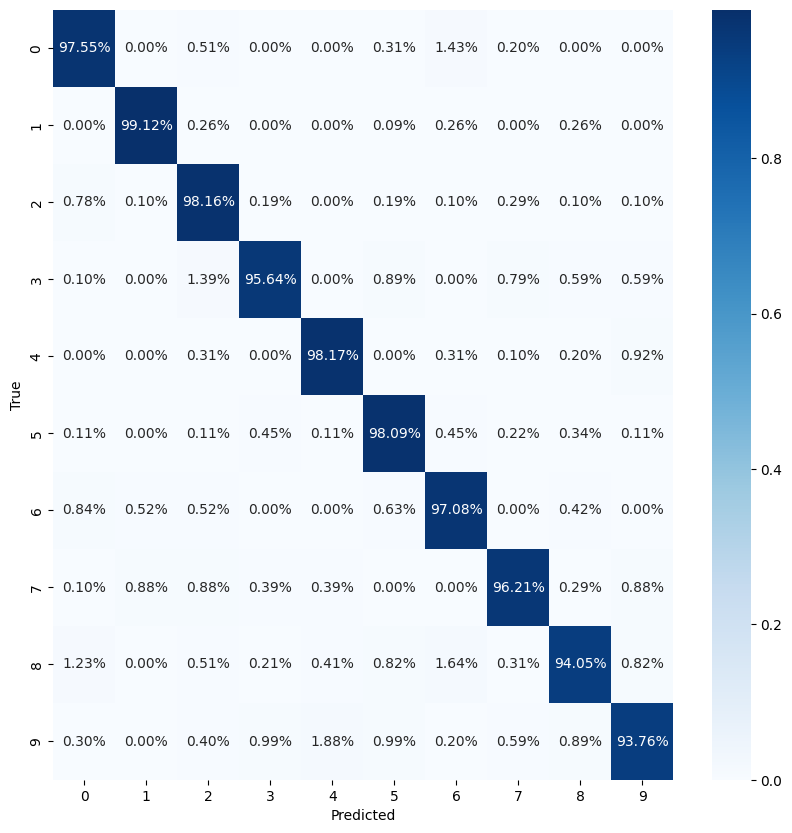 0 97.55% 0.00% 0.51% 0.00% 0.00% 0.31% 1.43% 0.20% 0.00% 0.00%
1 0.00% 99.12% 0.26% 0.00% 0.00% 0.09% 0.26% 0.00% 0.26% 0.00%
0.8
2 0.78% 0.10% 98.16% 0.19% 0.00% 0.19% 0.10% 0.29% 0.10% 0.10%
3 0.10% 0.00% 1.39% 95.64% 0.00% 0.89% 0.00% 0.79% 0.59% 0.59%
0.6
4 0.00% 0.00% 0.31% 0.00% 98.17% 0.00% 0.31% 0.10% 0.20% 0.92%
True
5 0.11% 0.00% 0.11% 0.45% 0.11% 98.09% 0.45% 0.22% 0.34% 0.11%
0.4
6 0.84% 0.52% 0.52% 0.00% 0.00% 0.63% 97.08% 0.00% 0.42% 0.00%
7 0.10% 0.88% 0.88% 0.39% 0.39% 0.00% 0.00% 96.21% 0.29% 0.88%
0.2
8 1.23% 0.00% 0.51% 0.21% 0.41% 0.82% 1.64% 0.31% 94.05% 0.82%
9 0.30% 0.00% 0.40% 0.99% 1.88% 0.99% 0.20% 0.59% 0.89% 93.76%
0.0
0 1 2 3 4 5 6 7 8 9
Predicted